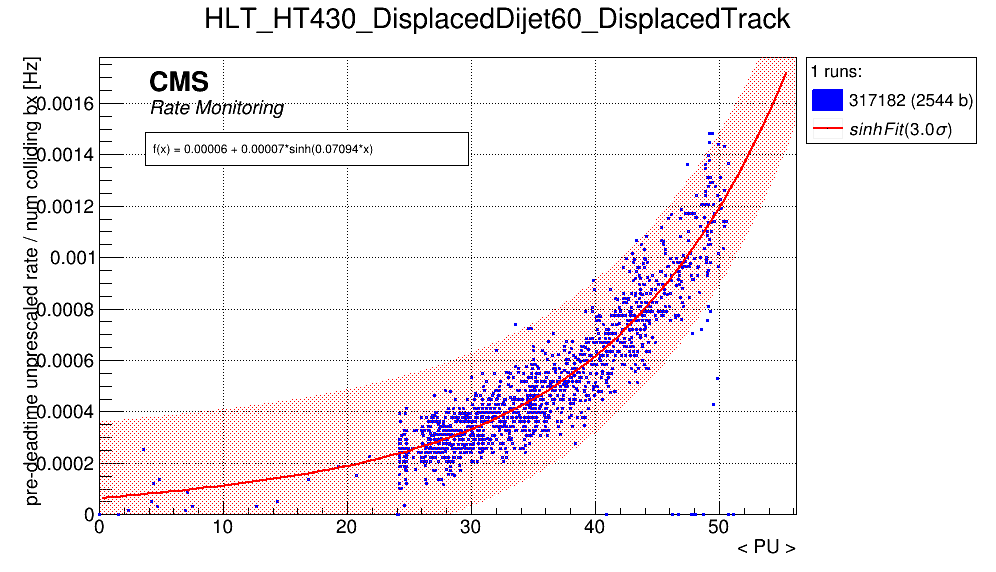 HLT_HT430_DisplacedDijet60_DisplacedTrack
pre-deadtime unprescaled rate / num colliding bx [Hz]
CMS
Rate Monitoring
f(x) = 0.00006 + 0.00007*sinh(0.07094*x)
1 runs:
317182 (2544 b)
sinhFit(3.0σ)
0.0016
0.0014
0.0012
0.001
0.0008
0.0006
0.0004
0.0002
0
0 10 20 30 40 50
< PU >